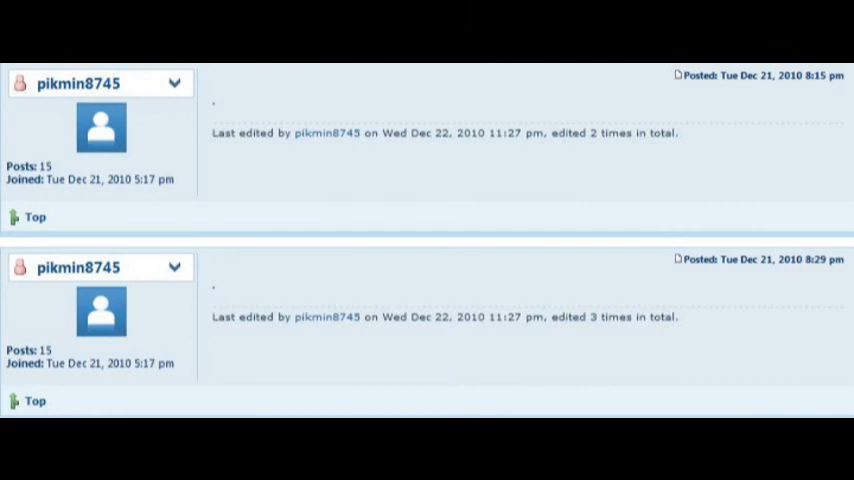 pikmin8745
Posted: Tue Dec 21, 2010 8:15 pm
.
Last edited by pikmin8745 on Wed Dec 22, 2010 11:27 pm, edited 2 times in total.
Posts: 15
Joined: Tue Dec 21, 2010 5:17 pm
Top
pikmin8745
Posted: Tue Dec 21, 2010 8:29 pm
.
Last edited by pikmin8745 on Wed Dec 22, 2010 11:27 pm, edited 3 times in total.
Posts: 15
Joined: Tue Dec 21, 2010 5:17 pm
Top